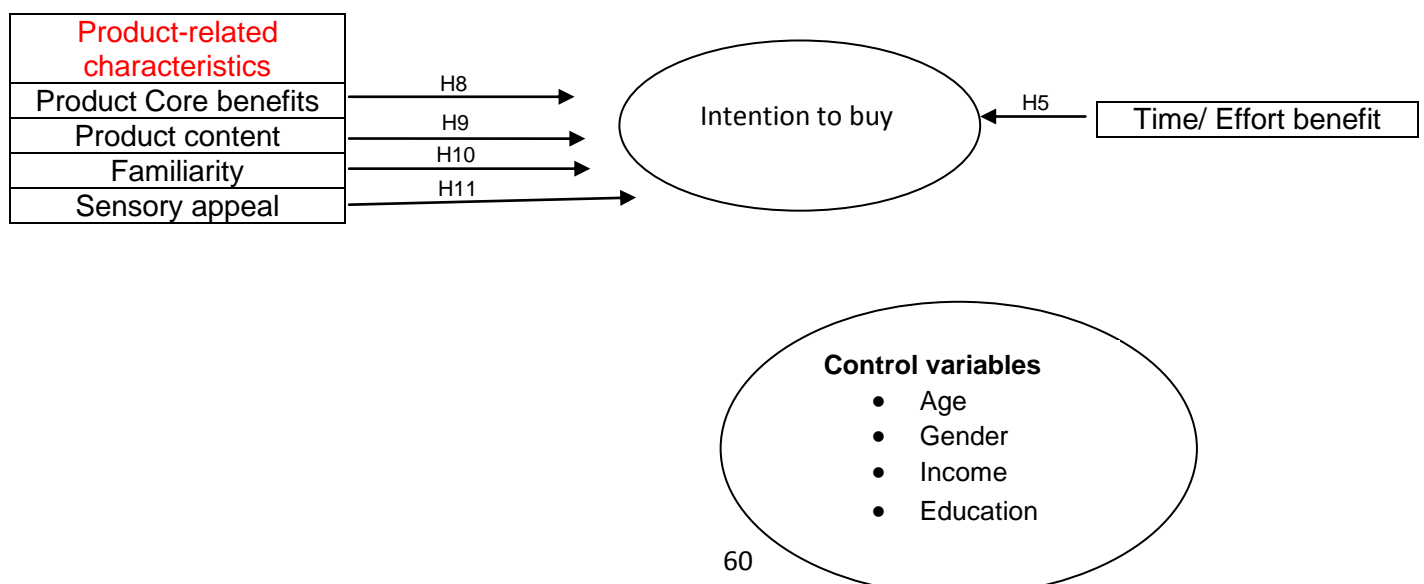 Product-related
characteristics
Product Core benefits
Product content
Familiarity
Sensory appeal
H8
H9
H10
H11
Intention to buy
H5
Time/ Effort benefit
Control variables
• Age
• Gender
• Income
• Education
60